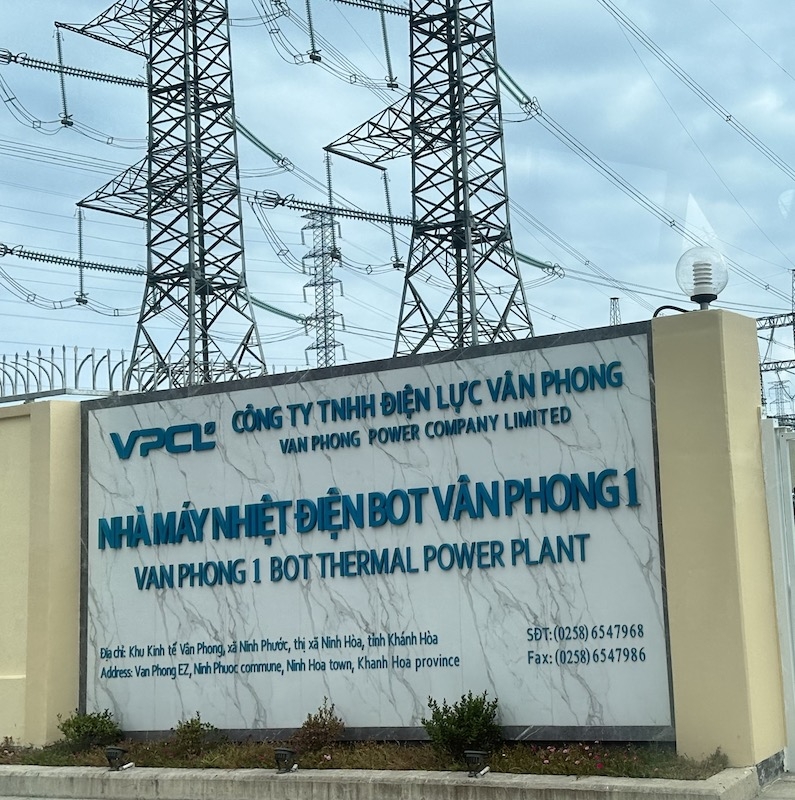 VPCL CÔNG TY TNHH ĐIỆN LỰC VÂN PHONG
VAN PHONG POWER COMPANY LIMITED
NHÀ MÁY NHIỆT ĐIỆN BOT VÂN PHONG 1
VAN PHONG 1 BOT THERMAL POWER PLANT
Địa chỉ: Khu Kinh tế Vân Phong, xã Ninh Phước, thị xã Ninh Hòa, tỉnh Khánh Hòa
Address: Van Phong EZ, Ninh Phuoc commune, Ninh Hoa town, Khanh Hoa province
SĐT: (0258) 6547968
Fax: (0258) 6547986